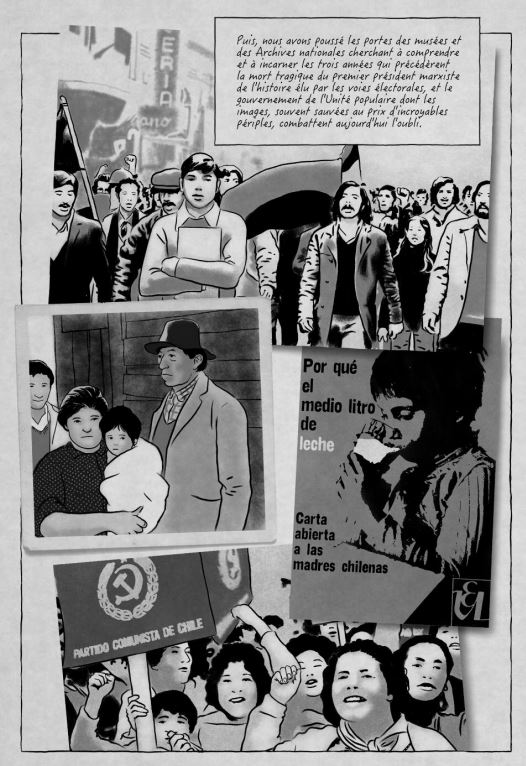 Puis, nous avons poussé les portes des musées et
des Archives nationales cherchant à comprendre
et à incarner les trois années qui précédèrent
la mort tragique du premier président marxiste
de l'histoire élu par les voies électorales, et le
gouvernement de l'Unité populaire dont les
images, souvent sauvées au prix d'incroyables
périples, combattent aujourd'hui l'oubli.
ERIA
Por qué
el
medio litro
de
leche
Carta
abierta
a las
madres chilenas
PARTIDO COMUNISTA DE CHILE